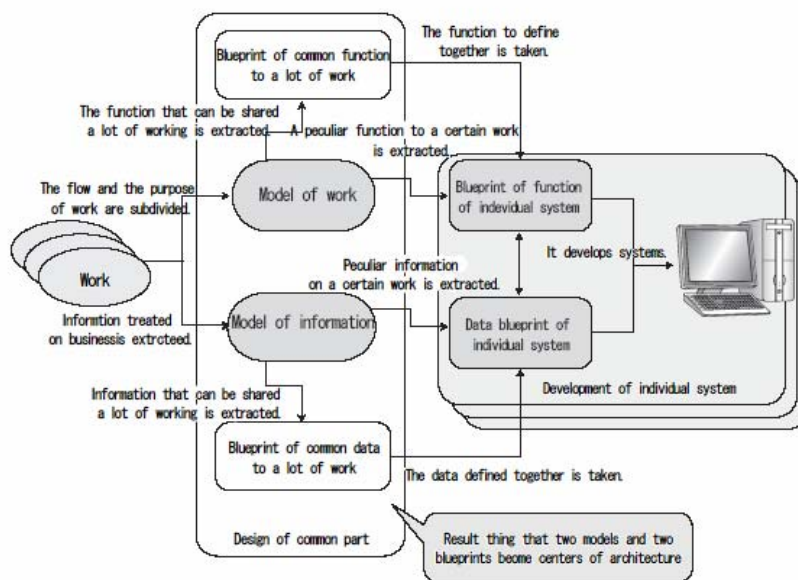 Blueprint of common function
to a lot of work
The function to define
together is taken.
The function that can be shared
a lot of working is extracted.
A peculiar function to a certain work
is extracted.
The flow and the purpose
of work are subdivided.
Model of work
Blueprint of function
of indevidual system
Work
Peculiar information
on a certain work is extracted.
It develops systems.
Informtion treated
on businessis extrcteed.
Model of information
Data blueprint of
individual system
Information that can be shared
a lot of working is extracted.
Development of individual system
Blueprint of common data
to a lot of work
The data defined together is taken.
Design of common part
Result thing that two models and two
blueprints beome centers of architecture